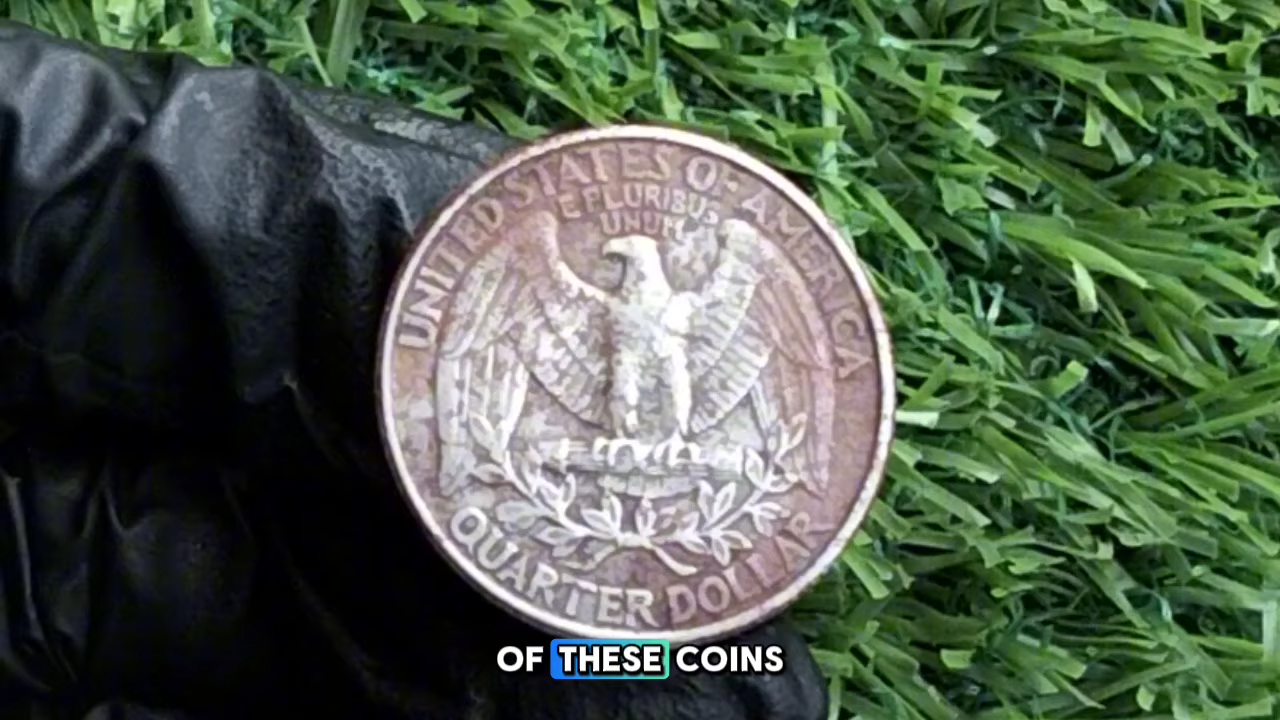 UNITED STATES OF AMERICA
E PLURIBUS
UNUM
QUARTER DOLLAR
OF THESE COINS